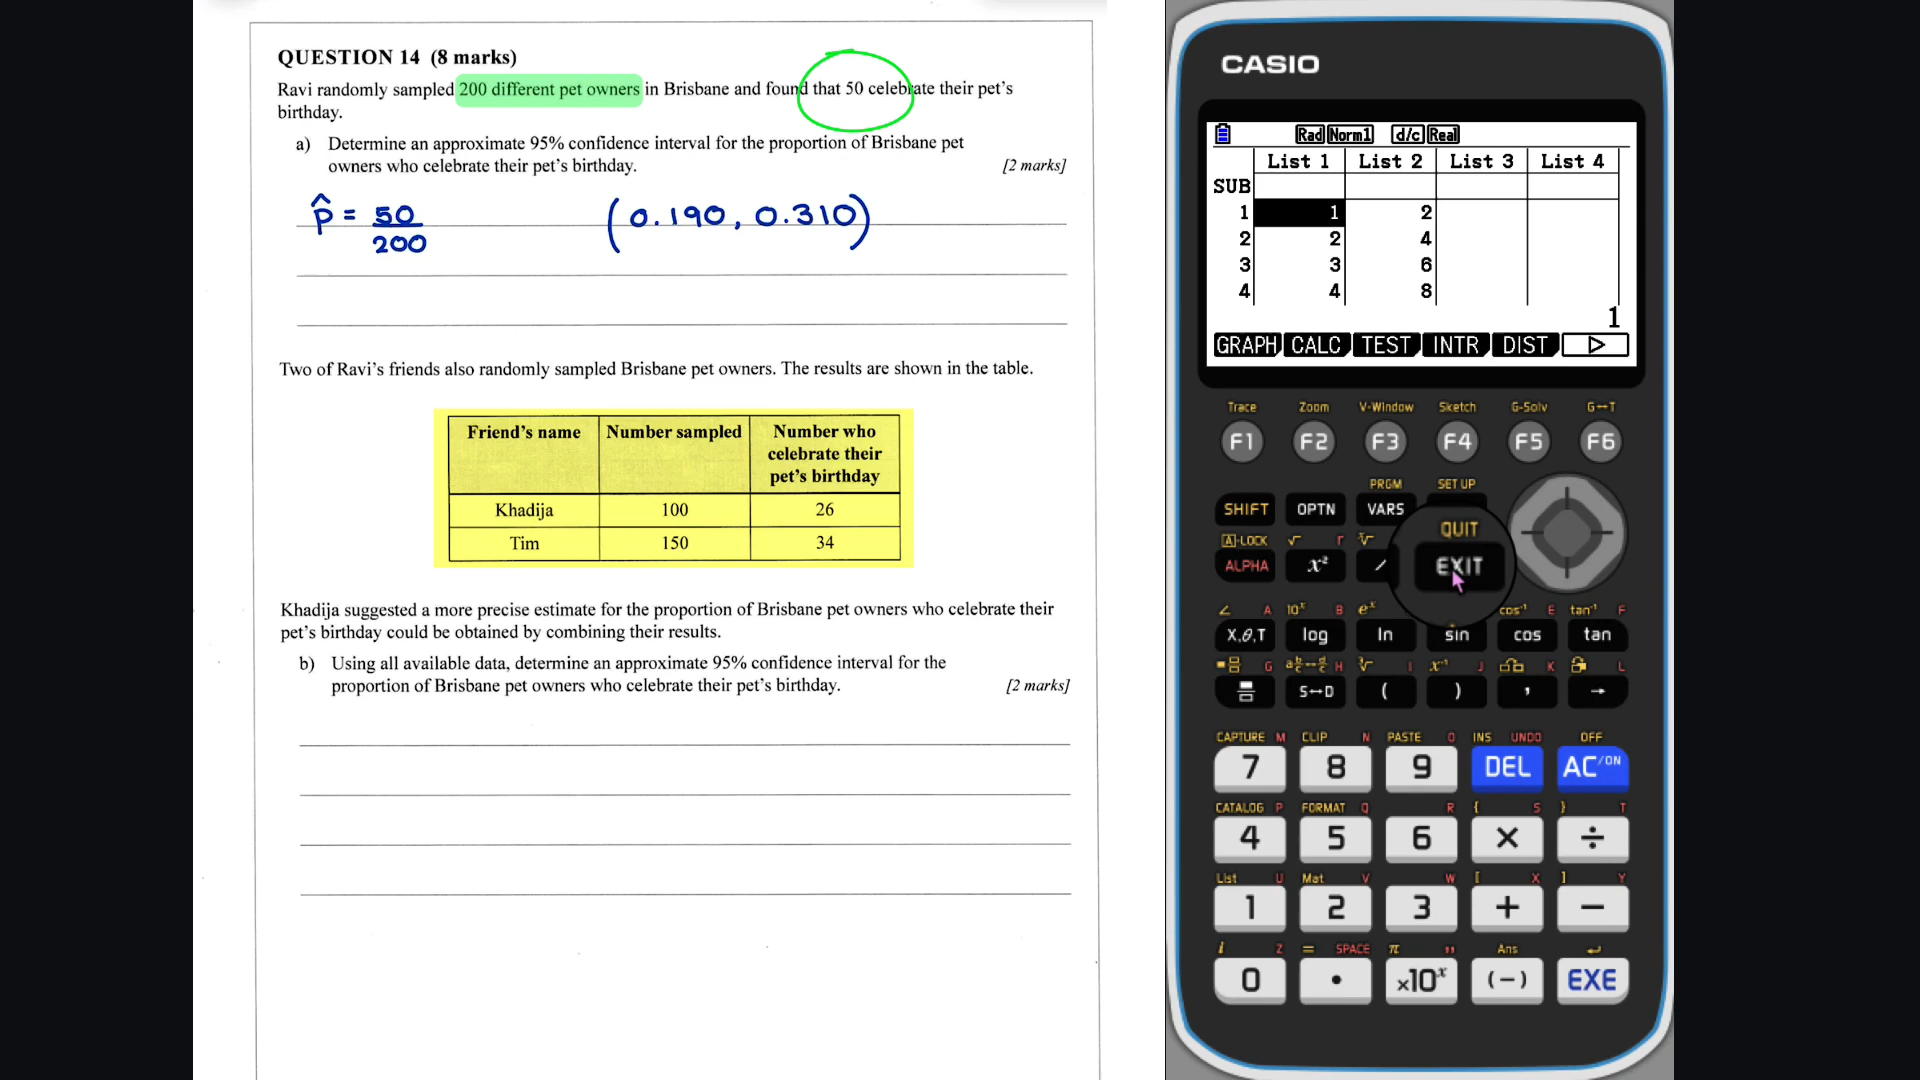 QUESTION 14 (8 marks)
Ravi randomly sampled 200 different pet owners in Brisbane and found that 50 celebrate their pet's
birthday.
a) Determine an approximate 95% confidence interval for the proportion of Brisbane pet
owners who celebrate their pet's birthday. [2 marks]
p̂ = 50/200 (0.190, 0.310)
Two of Ravi's friends also randomly sampled Brisbane pet owners. The results are shown in the table.
Friend's name Number sampled Number who
celebrate their
pet's birthday
Khadija 100 26
Tim 150 34
Khadija suggested a more precise estimate for the proportion of Brisbane pet owners who celebrate their
pet's birthday could be obtained by combining their results.
b) Using all available data, determine an approximate 95% confidence interval for the
proportion of Brisbane pet owners who celebrate their pet's birthday. [2 marks]
CASIO
Rad Norm1 d/c Real
List 1 List 2 List 3 List 4
SUB
1 1 2
2 2 4
3 3 6
4 4 8
1
GRAPH CALC TEST INTR DIST ▷
Trace Zoom V-Window Sketch G-Solv G↔T
F1 F2 F3 F4 F5 F6
PRGM SET UP
SHIFT OPTN VARS
QUIT
A-LOCK √ r
ALPHA x² EXIT
∠ A 10ˣ B eˣ cos⁻¹ E tan⁻¹ F
X,θ,T log ln sin cos tan
G H ∛ I x⁻¹ J K L
S↔D ( ) , →
CAPTURE M CLIP N PASTE O INS UNDO OFF
7 8 9 DEL AC/ON
CATALOG P FORMAT Q R { S } T
4 5 6 × ÷
List U Mat V W [ X ] Y
1 2 3 + −
i Z = SPACE π " Ans ↵
0 • ×10ˣ (−) EXE